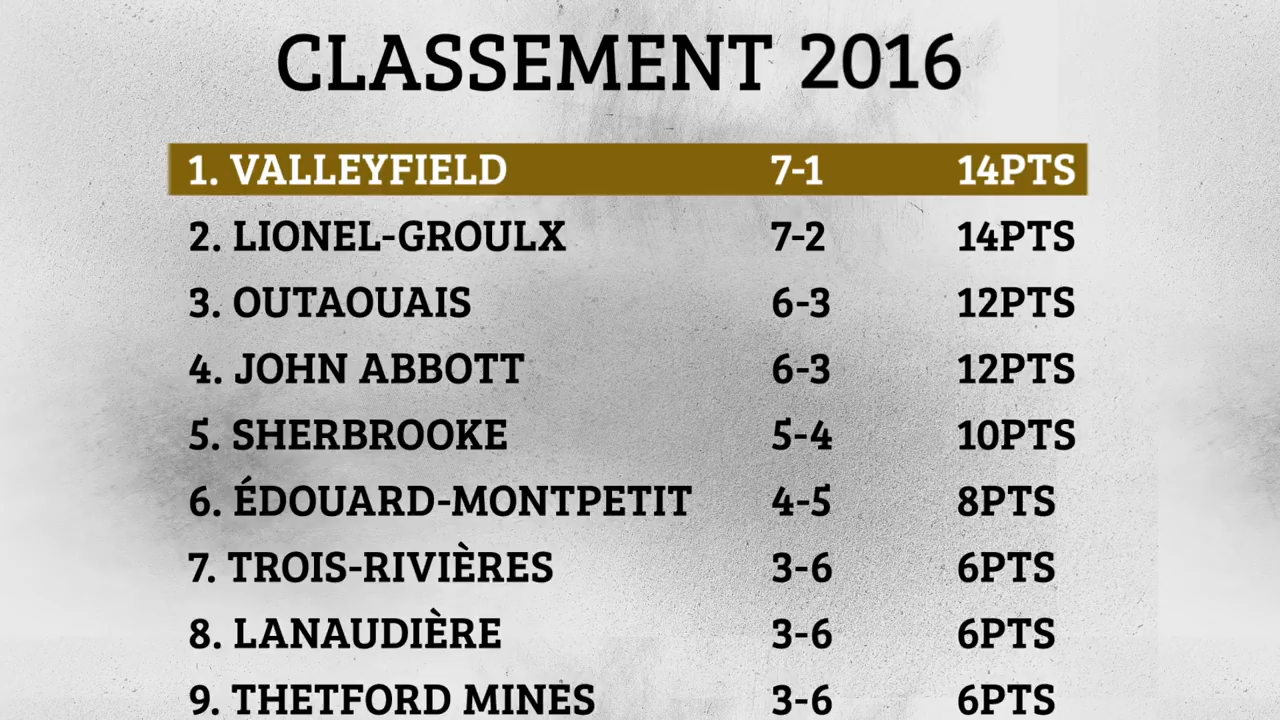 CLASSEMENT 2016
1. VALLEYFIELD 7-1 14PTS
2. LIONEL-GROULX 7-2 14PTS
3. OUTAOUAIS 6-3 12PTS
4. JOHN ABBOTT 6-3 12PTS
5. SHERBROOKE 5-4 10PTS
6. ÉDOUARD-MONTPETIT 4-5 8PTS
7. TROIS-RIVIÈRES 3-6 6PTS
8. LANAUDIÈRE 3-6 6PTS
9. THETFORD MINES 3-6 6PTS